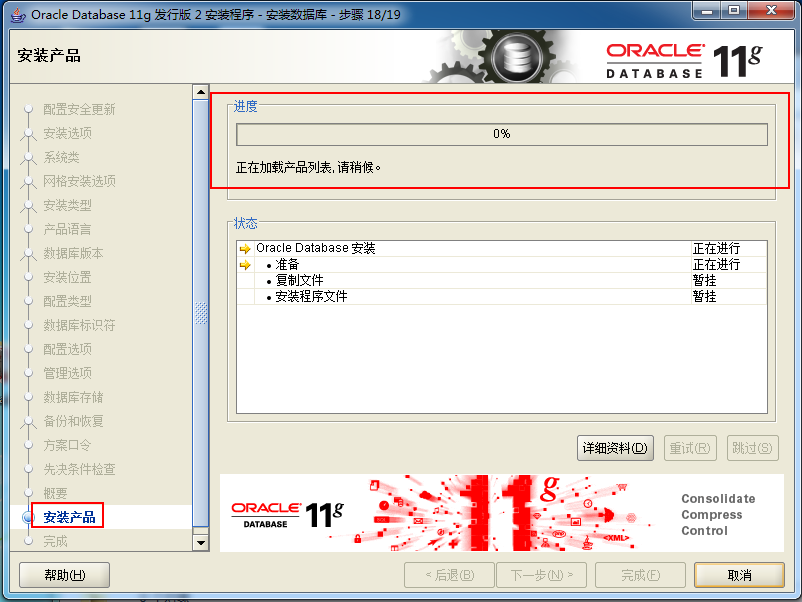 Oracle Database 11g 发行版 2 安装程序 - 安装数据库 - 步骤 18/19
安装产品
ORACLE 11g
DATABASE
配置安全更新
安装选项
系统类
网格安装选项
安装类型
产品语言
数据库版本
安装位置
配置类型
数据库标识符
配置选项
管理选项
数据库存储
备份和恢复
方案口令
先决条件检查
概要
安装产品
完成
进度
0%
正在加载产品列表, 请稍候。
状态
Oracle Database 安装 正在进行
• 准备 正在进行
• 复制文件 暂挂
• 安装程序文件 暂挂
详细资料(D) 重试(R) 跳过(S)
ORACLE 11g
DATABASE
11g
<XML>
Consolidate
Compress
Control
帮助(H) < 后退(B) 下一步(N) > 完成(F) 取消